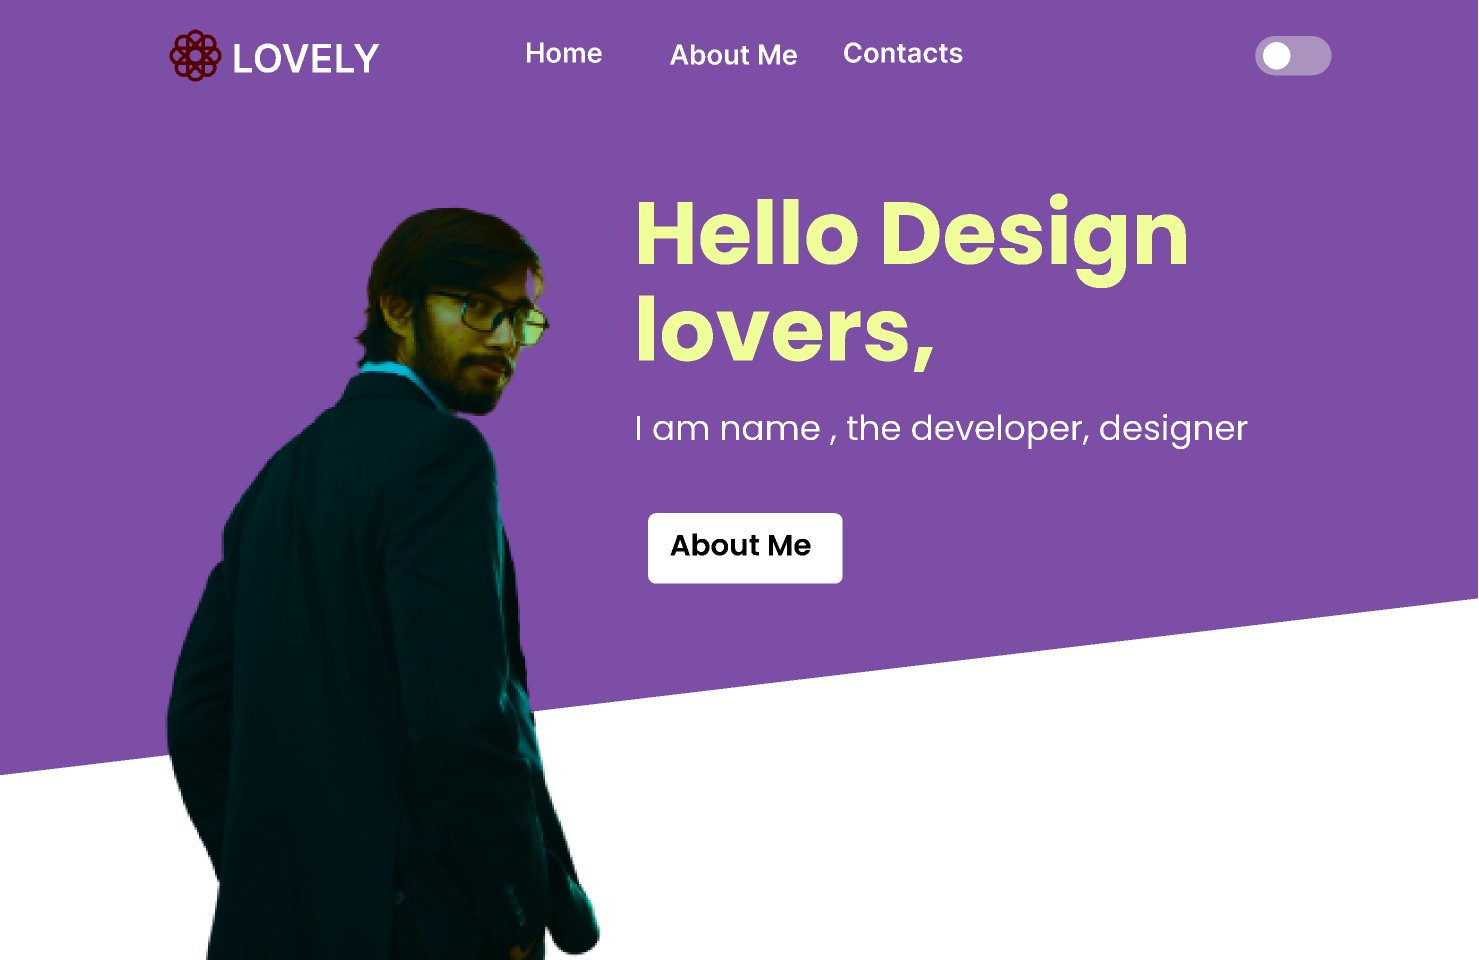 LOVELY
Home
About Me
Contacts
Hello Design
lovers,
I am name , the developer, designer
About Me